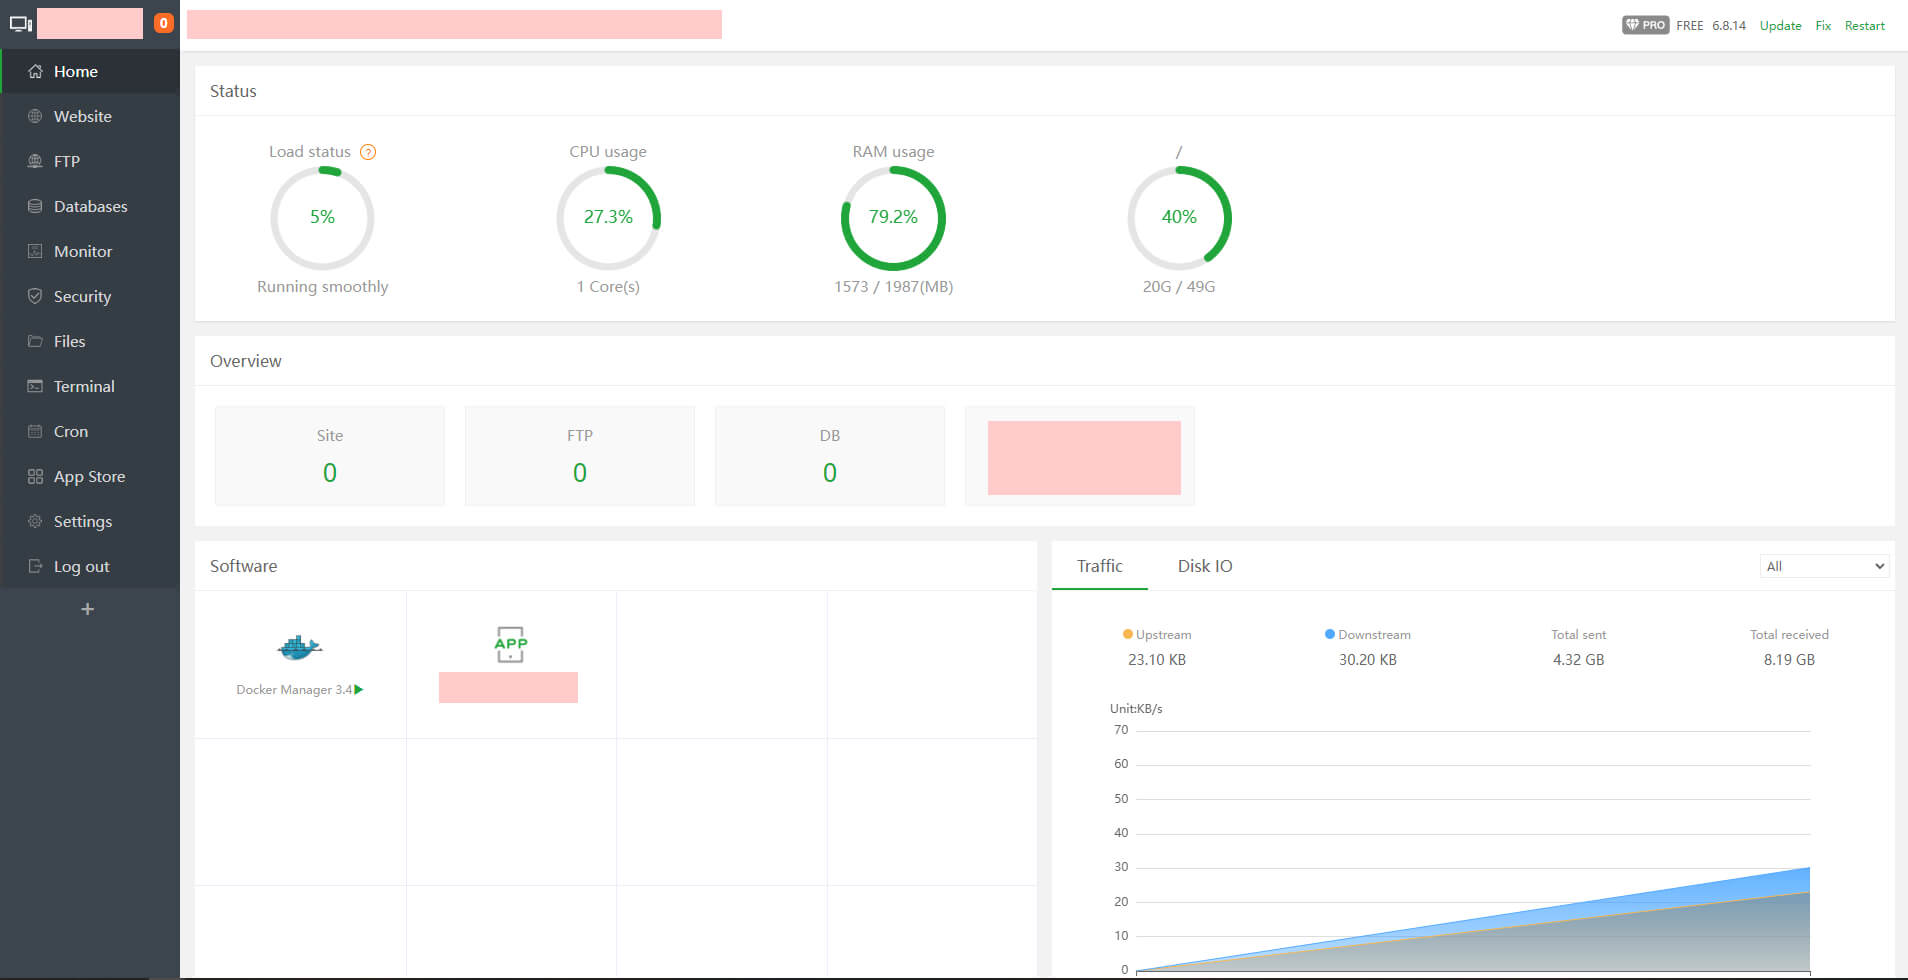 0
PRO FREE 6.8.14 Update Fix Restart
Home
Website
FTP
Databases
Monitor
Security
Files
Terminal
Cron
App Store
Settings
Log out
+
Status
Load status ? CPU usage RAM usage /
5% 27.3% 79.2% 40%
Running smoothly 1 Core(s) 1573 / 1987(MB) 20G / 49G
Overview
Site FTP DB
0 0 0
Software
APP
Docker Manager 3.4
Traffic Disk IO All
Upstream Downstream Total sent Total received
23.10 KB 30.20 KB 4.32 GB 8.19 GB
Unit:KB/s
70
60
50
40
30
20
10
0